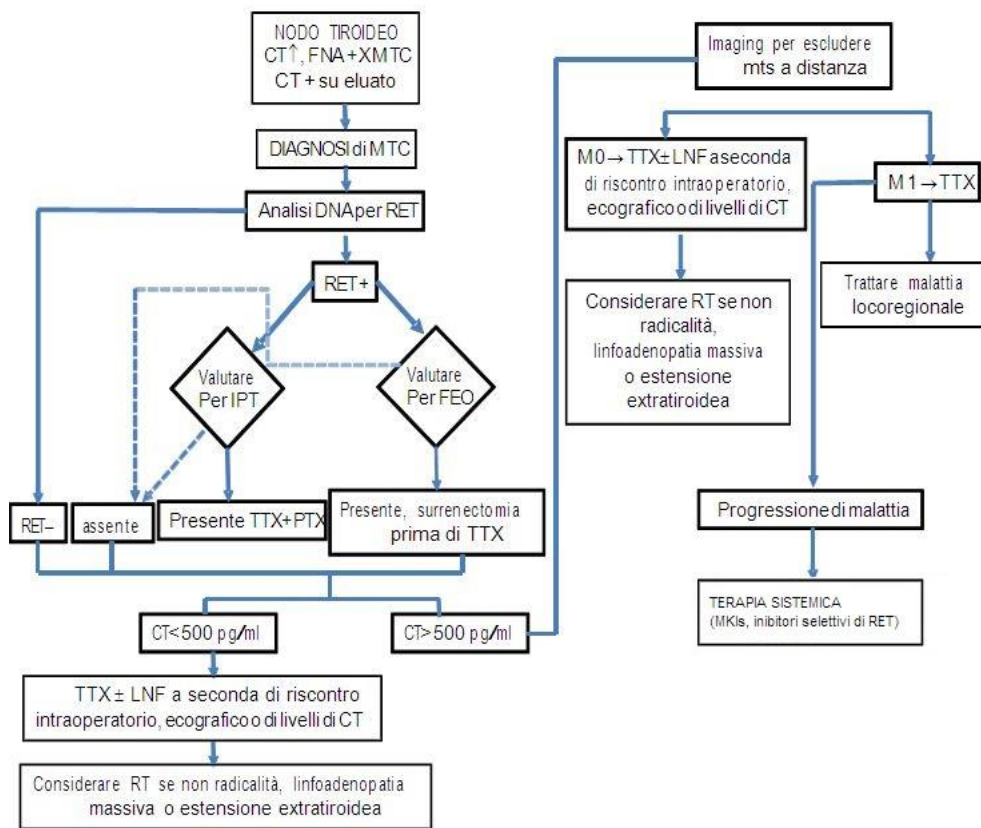 NODO TIROIDEO
CT↑, FNA+XMTC
CT + su eluato
DIAGNOSI di MTC
Analisi DNA per RET
RET+
Valutare
Per IPT
Valutare
Per FEO
RET–
assente
Presente TTX+PTX
Presente, surrenectomia
prima di TTX
CT<500 pg/ml
CT>500 pg/ml
TTX ± LNF a seconda di riscontro
intraoperatorio, ecografico o di livelli di CT
Considerare RT se non radicalità, linfoadenopatia
massiva o estensione extratiroidea
Imaging per escludere
mts a distanza
M0→TTX±LNF a seconda
di riscontro intraoperatorio,
ecografico o di livelli di CT
Considerare RT se non
radicalità,
linfoadenopatia massiva
o estensione
extratiroidea
M1→TTX
Trattare malattia
locoregionale
Progressione di malattia
TERAPIA SISTEMICA
(MKIs, inibitori selettivi di RET)